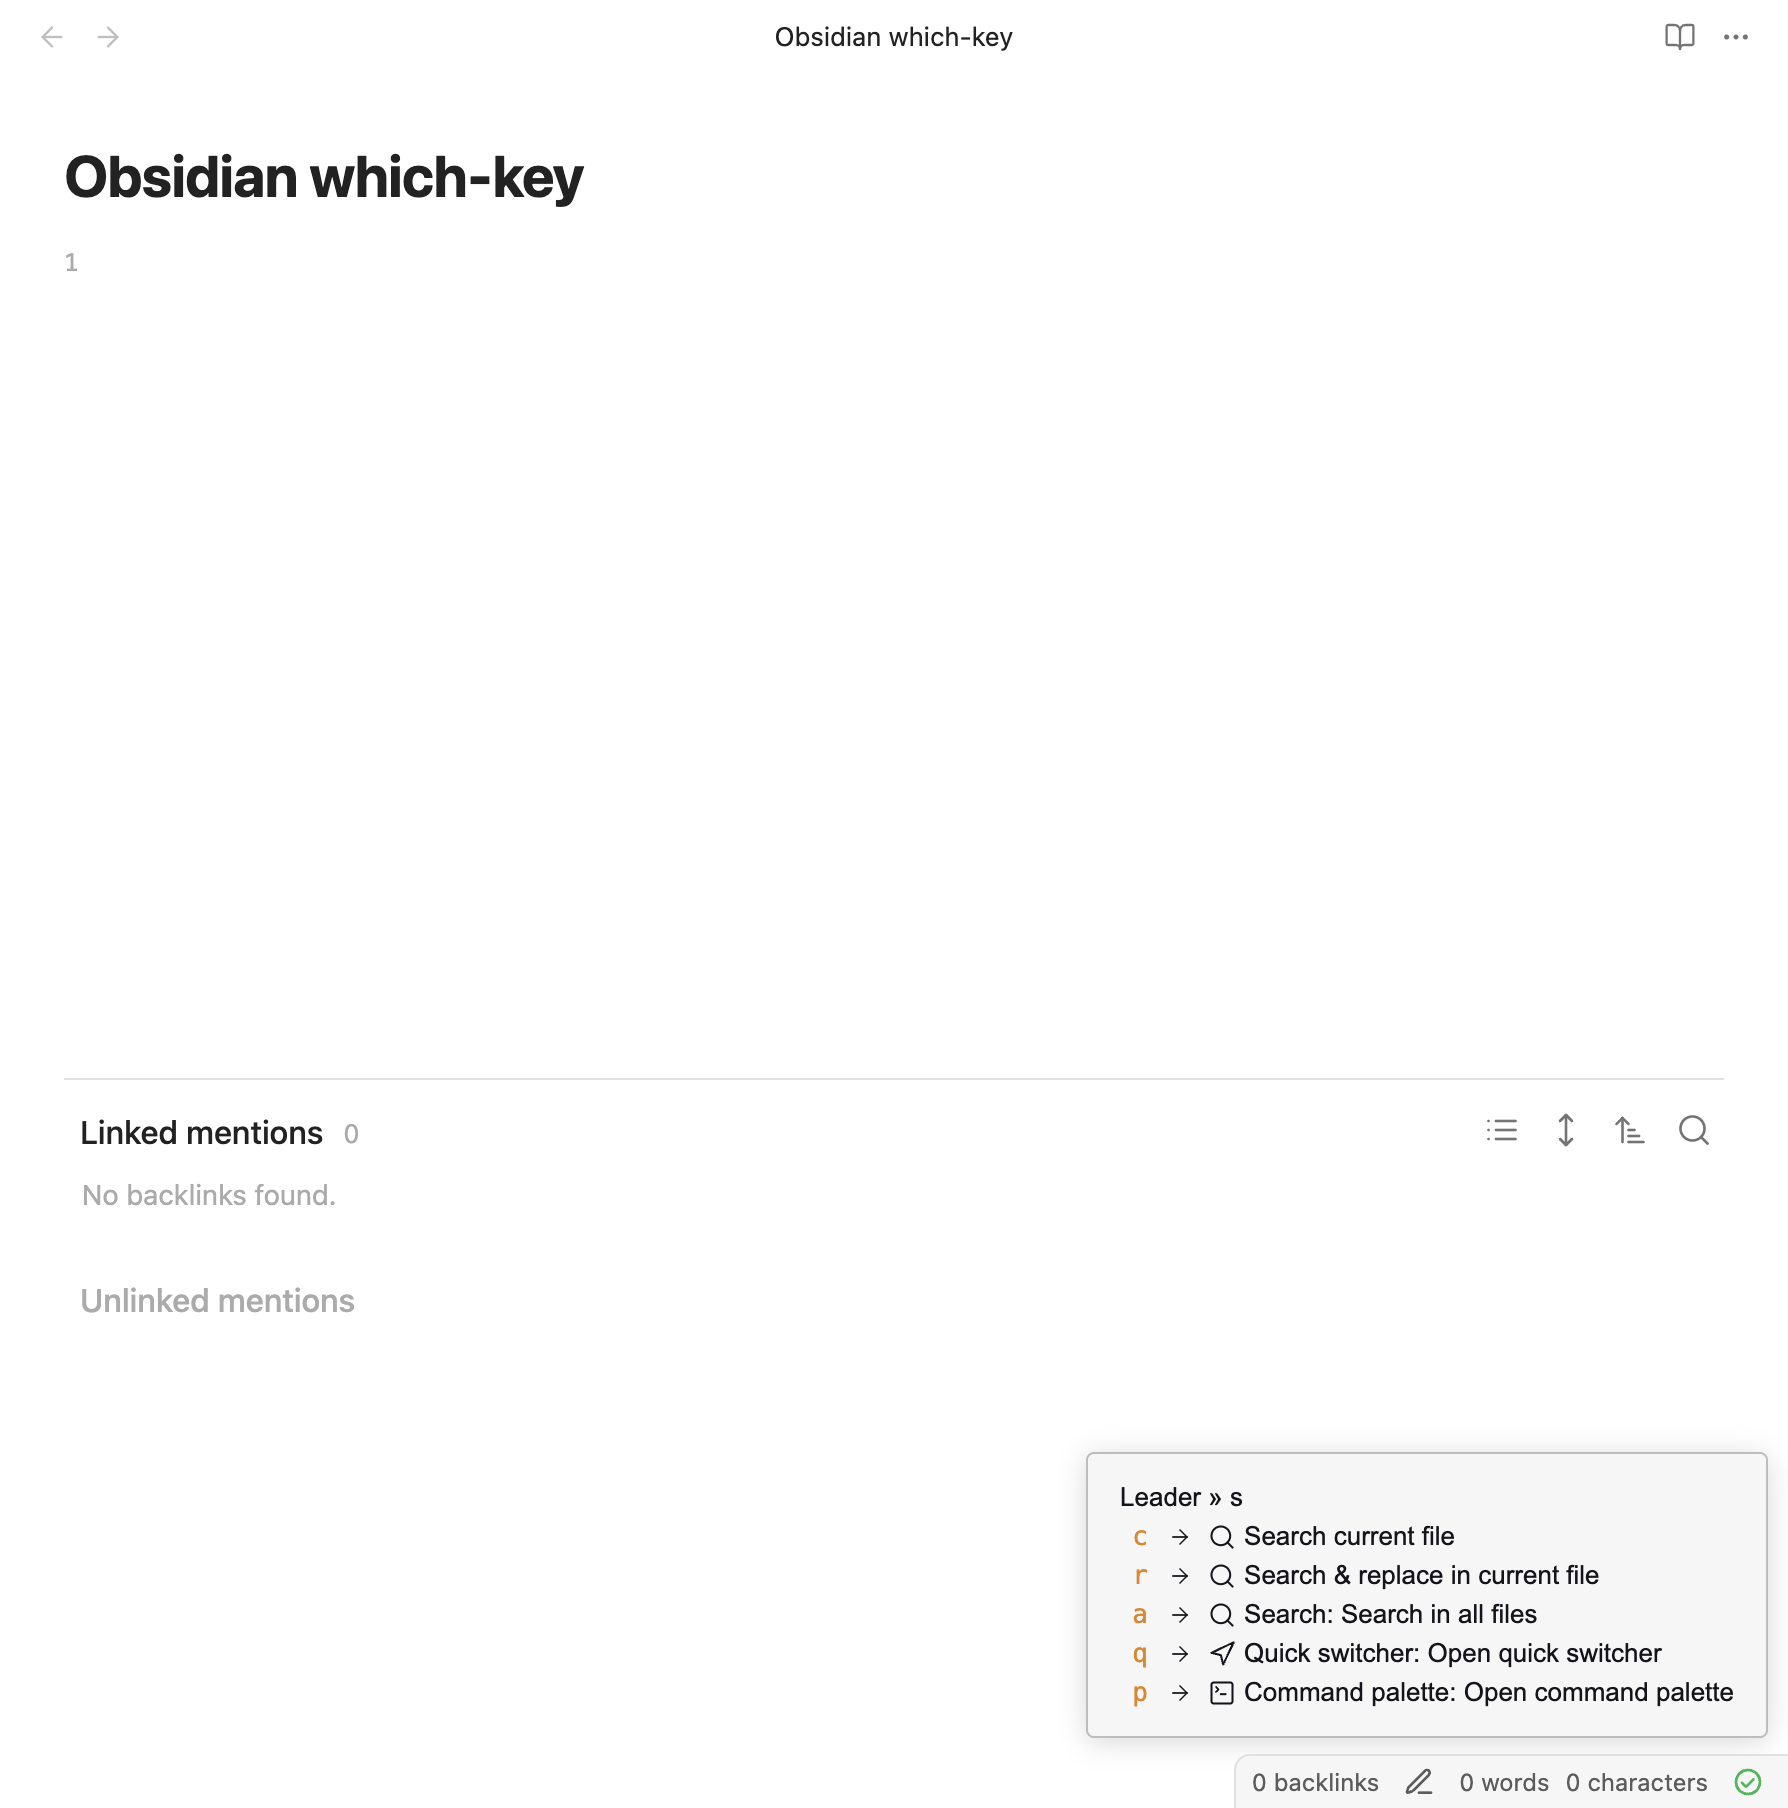 Obsidian which-key
Obsidian which-key
1
Linked mentions 0
No backlinks found.
Unlinked mentions
Leader » s
c → Search current file
r → Search & replace in current file
a → Search: Search in all files
q → Quick switcher: Open quick switcher
p → Command palette: Open command palette
0 backlinks 0 words 0 characters